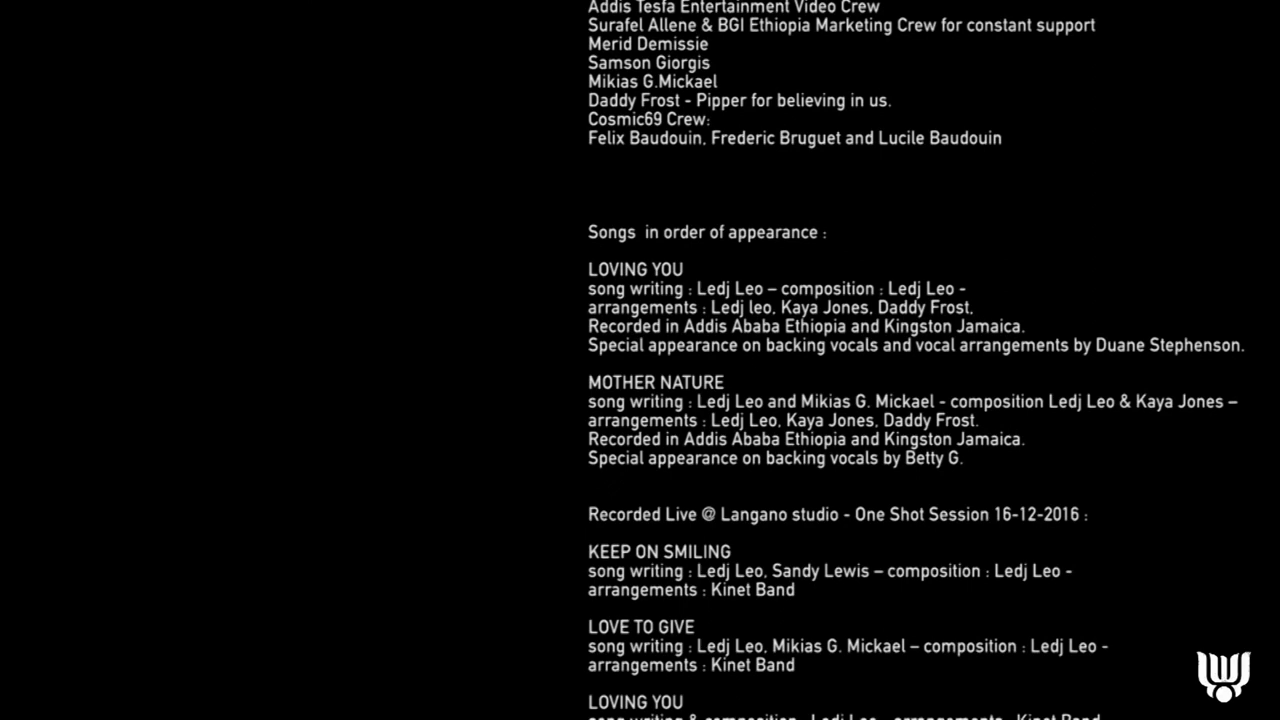 Addis Tesfa Entertainment Video Crew
Surafel Allene & BGI Ethiopia Marketing Crew for constant support
Merid Demissie
Samson Giorgis
Mikias G.Mickael
Daddy Frost - Pipper for believing in us.
Cosmic69 Crew:
Felix Baudouin, Frederic Bruguet and Lucile Baudouin
Songs  in order of appearance :
LOVING YOU
song writing : Ledj Leo – composition : Ledj Leo -
arrangements : Ledj leo, Kaya Jones, Daddy Frost,
Recorded in Addis Ababa Ethiopia and Kingston Jamaica.
Special appearance on backing vocals and vocal arrangements by Duane Stephenson.
MOTHER NATURE
song writing : Ledj Leo and Mikias G. Mickael - composition Ledj Leo & Kaya Jones –
arrangements : Ledj Leo, Kaya Jones, Daddy Frost.
Recorded in Addis Ababa Ethiopia and Kingston Jamaica.
Special appearance on backing vocals by Betty G.
Recorded Live @ Langano studio - One Shot Session 16-12-2016 :
KEEP ON SMILING
song writing : Ledj Leo, Sandy Lewis – composition : Ledj Leo -
arrangements : Kinet Band
LOVE TO GIVE
song writing : Ledj Leo, Mikias G. Mickael – composition : Ledj Leo -
arrangements : Kinet Band
LOVING YOU
song writing & composition : Ledj Leo – arrangements : Kinet Band